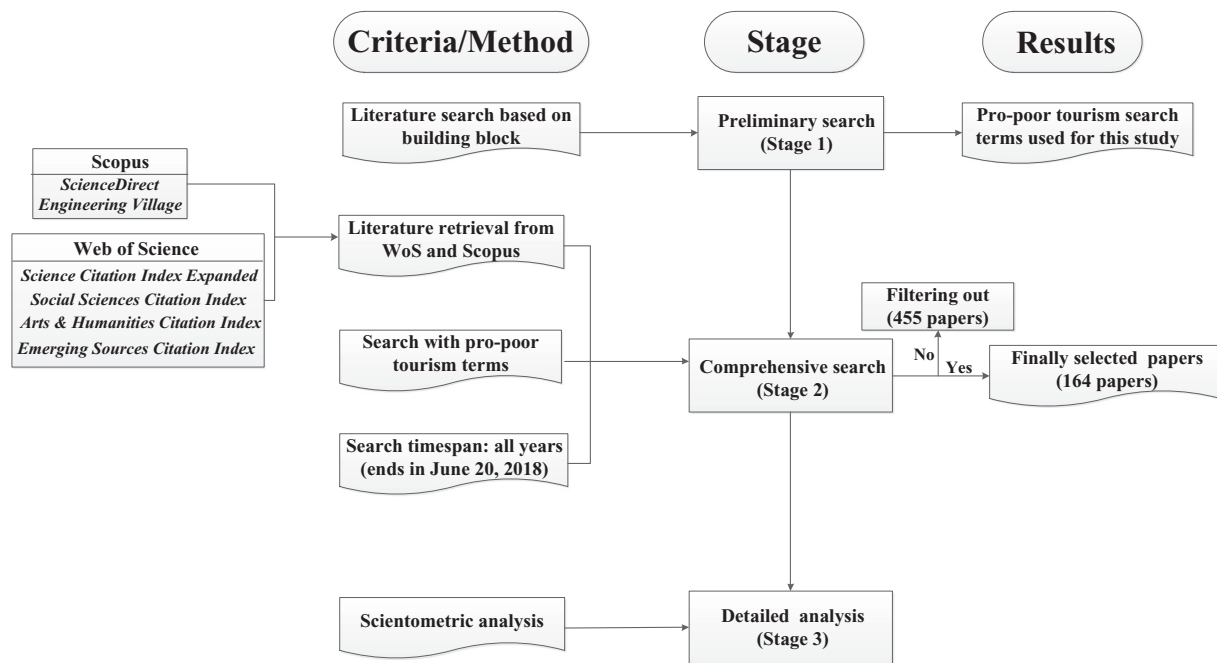 Criteria/Method
Stage
Results
Literature search based on
building block
Preliminary search
(Stage 1)
Pro-poor tourism search
terms used for this study
Scopus
ScienceDirect
Engineering Village
Web of Science
Science Citation Index Expanded
Social Sciences Citation Index
Arts & Humanities Citation Index
Emerging Sources Citation Index
Literature retrieval from
WoS and Scopus
Search with pro-poor
tourism terms
Search timespan: all years
(ends in June 20, 2018)
Comprehensive search
(Stage 2)
Filtering out
(455 papers)
No
Yes
Finally selected papers
(164 papers)
Scientometric analysis
Detailed analysis
(Stage 3)